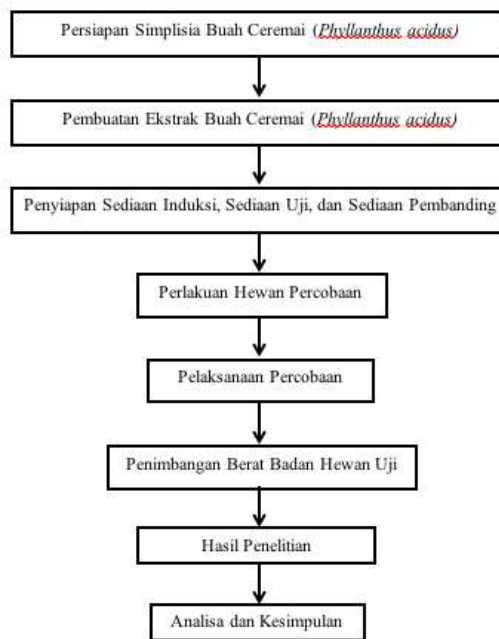 Persiapan Simplisia Buah Ceremai (Phyllanthus acidus)
Pembuatan Ekstrak Buah Ceremai (Phyllanthus acidus)
Penyiapan Sediaan Induksi, Sediaan Uji, dan Sediaan Pembanding
Perlakuan Hewan Percobaan
Pelaksanaan Percobaan
Penimbangan Berat Badan Hewan Uji
Hasil Penelitian
Analisa dan Kesimpulan